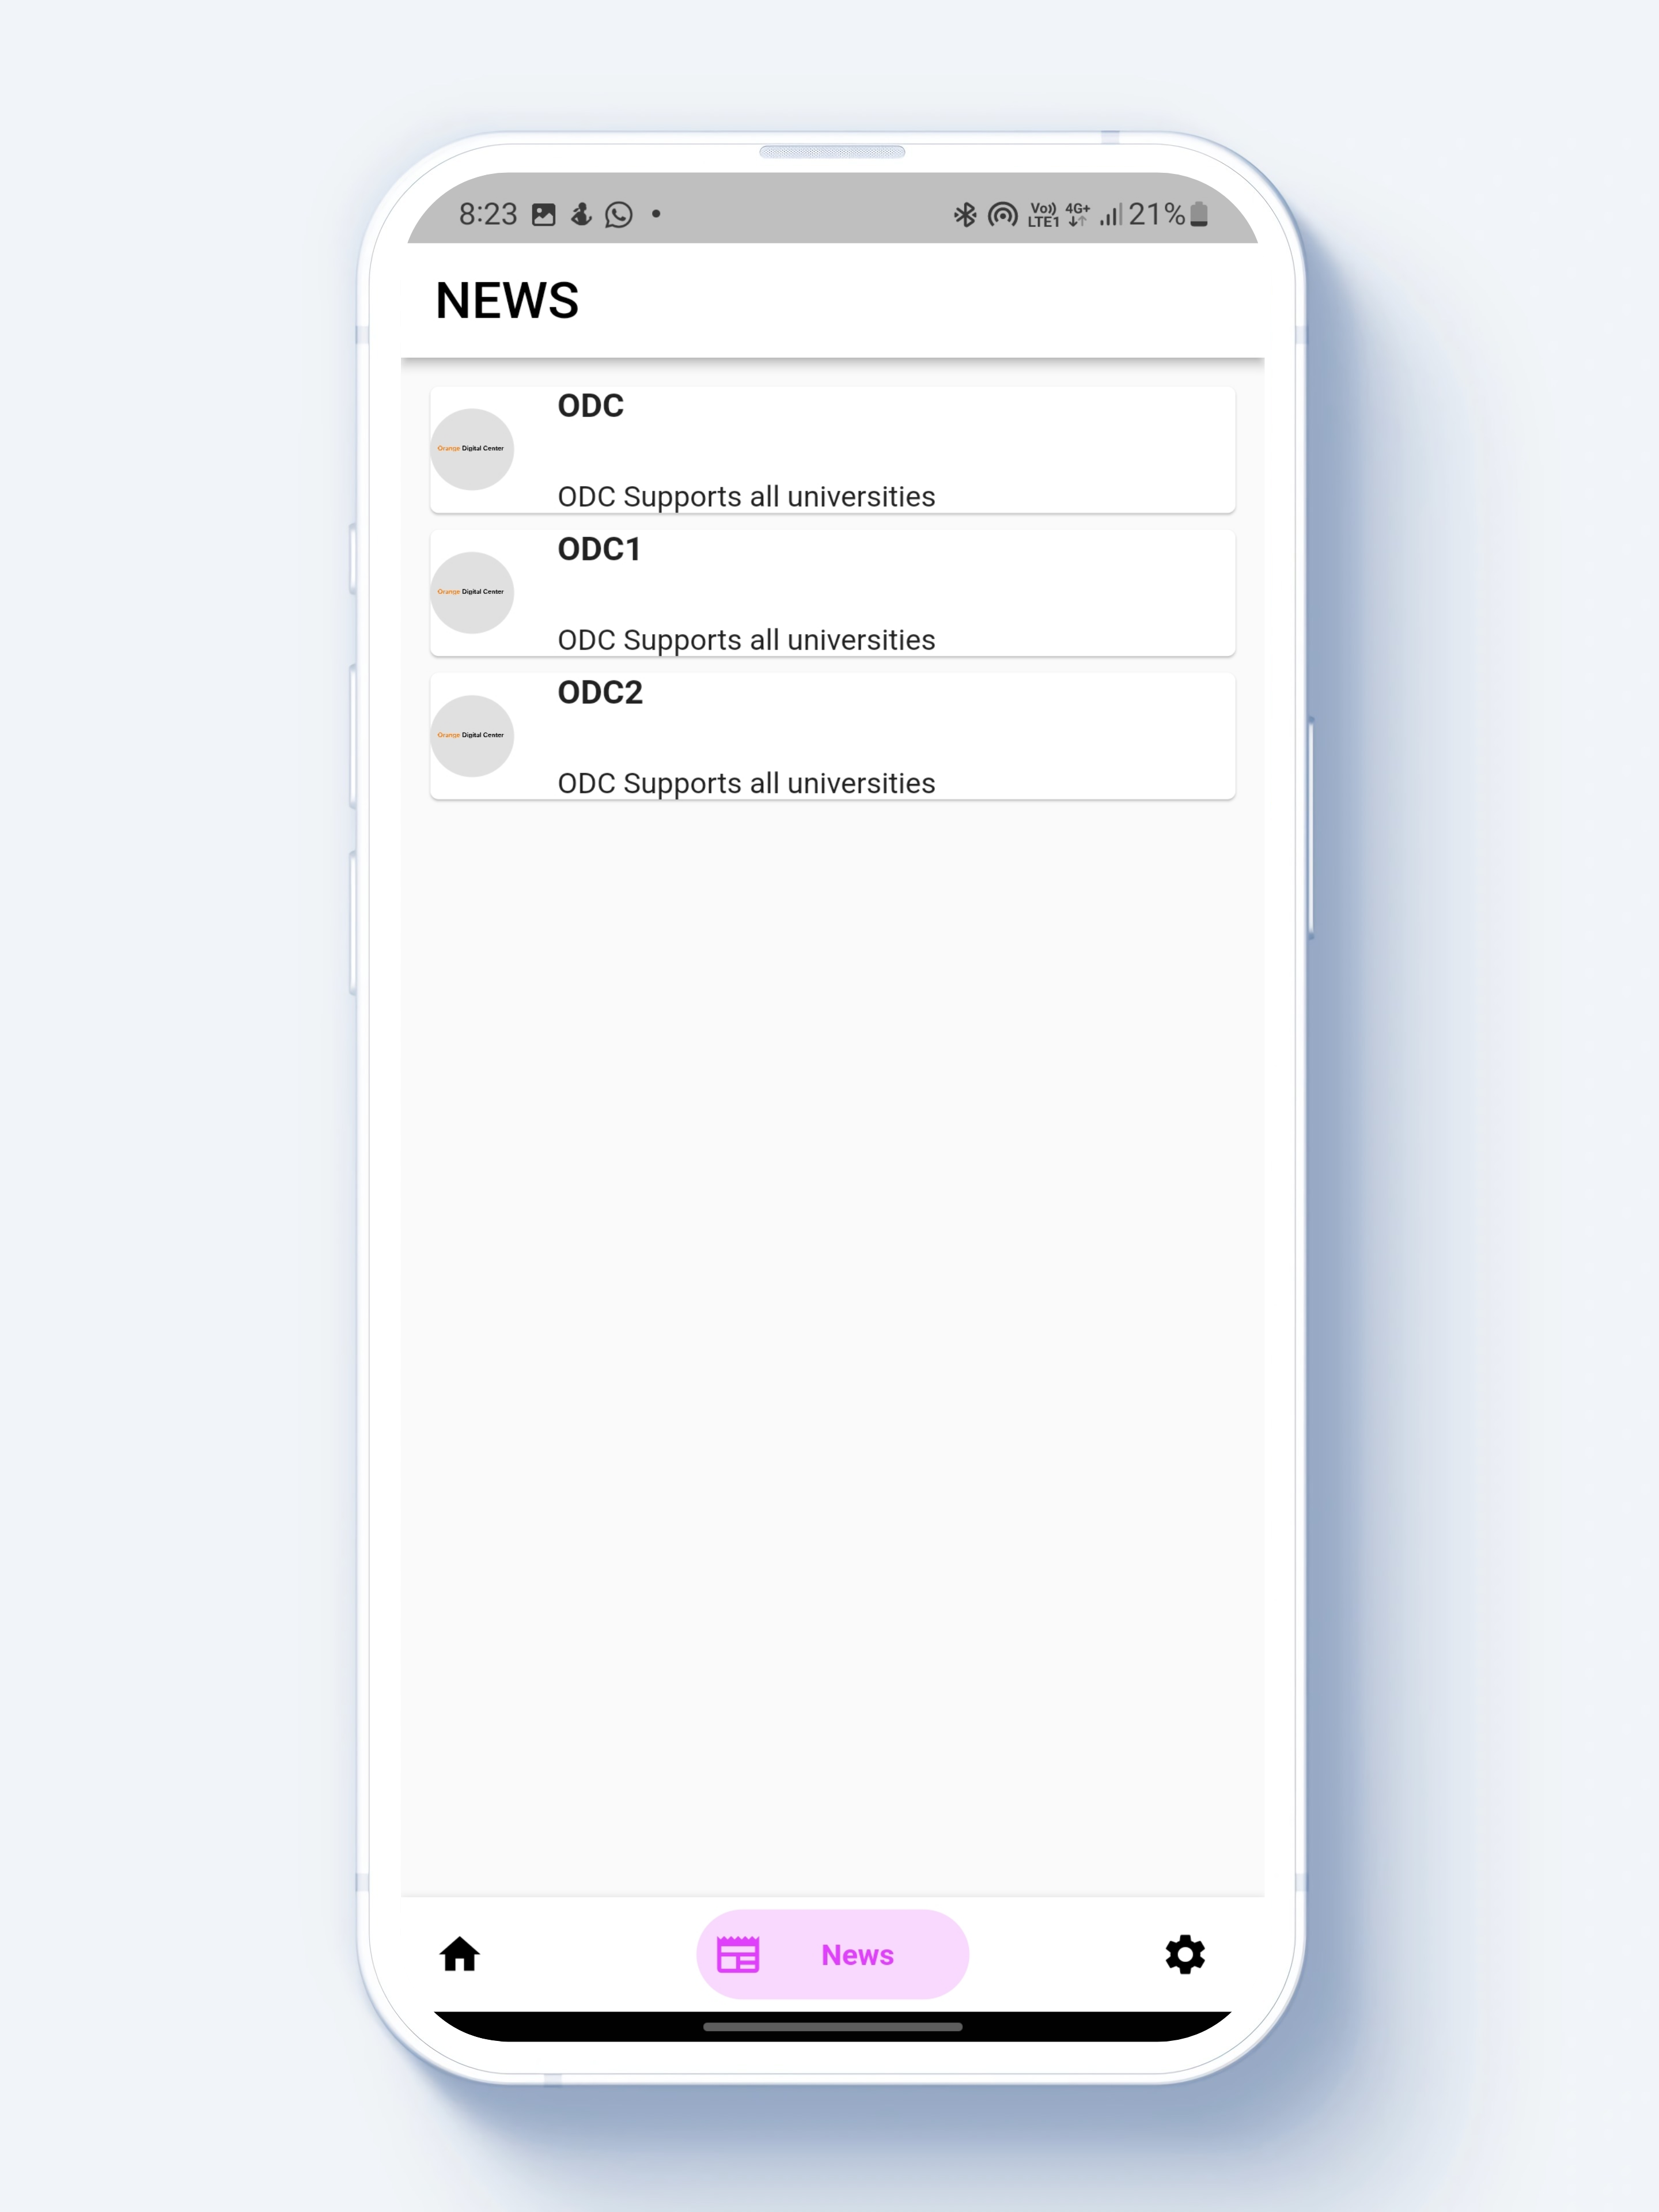 8:23
Vo)) 4G+ 21%
LTE1
NEWS
ODC
Orange Digital Center
ODC Supports all universities
ODC1
Orange Digital Center
ODC Supports all universities
ODC2
Orange Digital Center
ODC Supports all universities
News